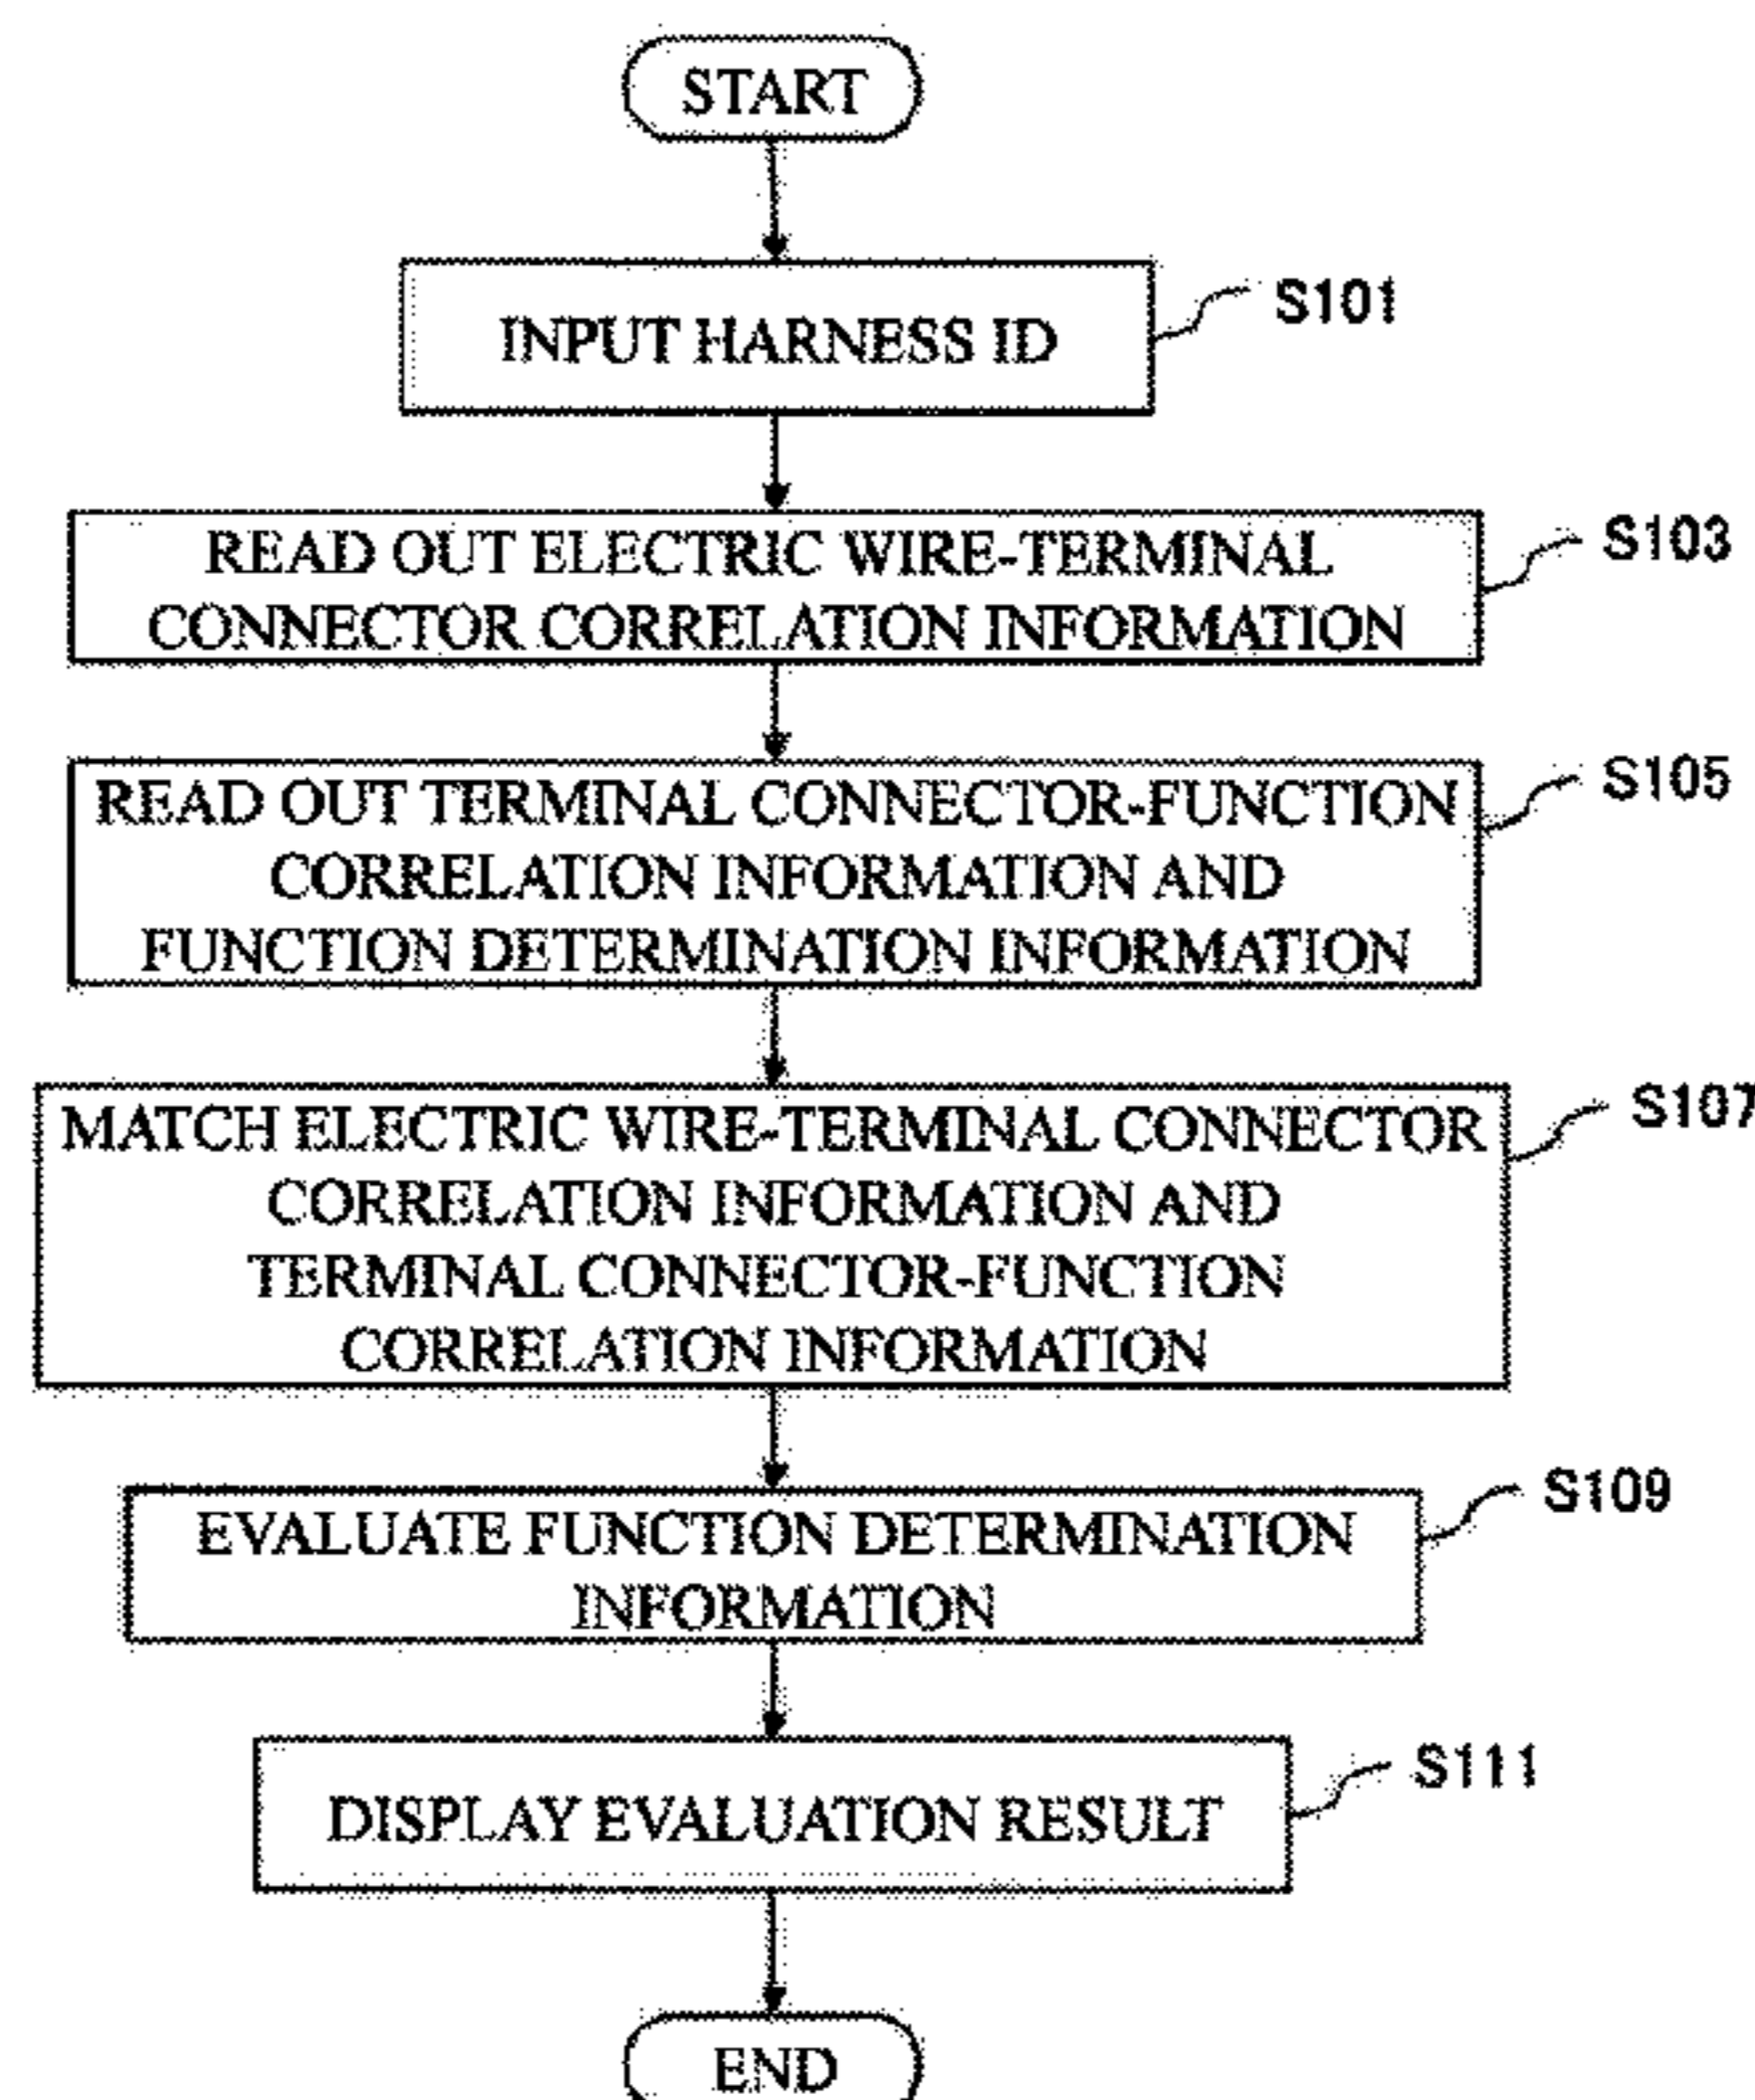 START
INPUT HARNESS ID
S101
READ OUT ELECTRIC WIRE-TERMINAL
CONNECTOR CORRELATION INFORMATION
S103
READ OUT TERMINAL CONNECTOR-FUNCTION
CORRELATION INFORMATION AND
FUNCTION DETERMINATION INFORMATION
S105
MATCH ELECTRIC WIRE-TERMINAL CONNECTOR
CORRELATION INFORMATION AND
TERMINAL CONNECTOR-FUNCTION
CORRELATION INFORMATION
S107
EVALUATE FUNCTION DETERMINATION
INFORMATION
S109
DISPLAY EVALUATION RESULT
S111
END